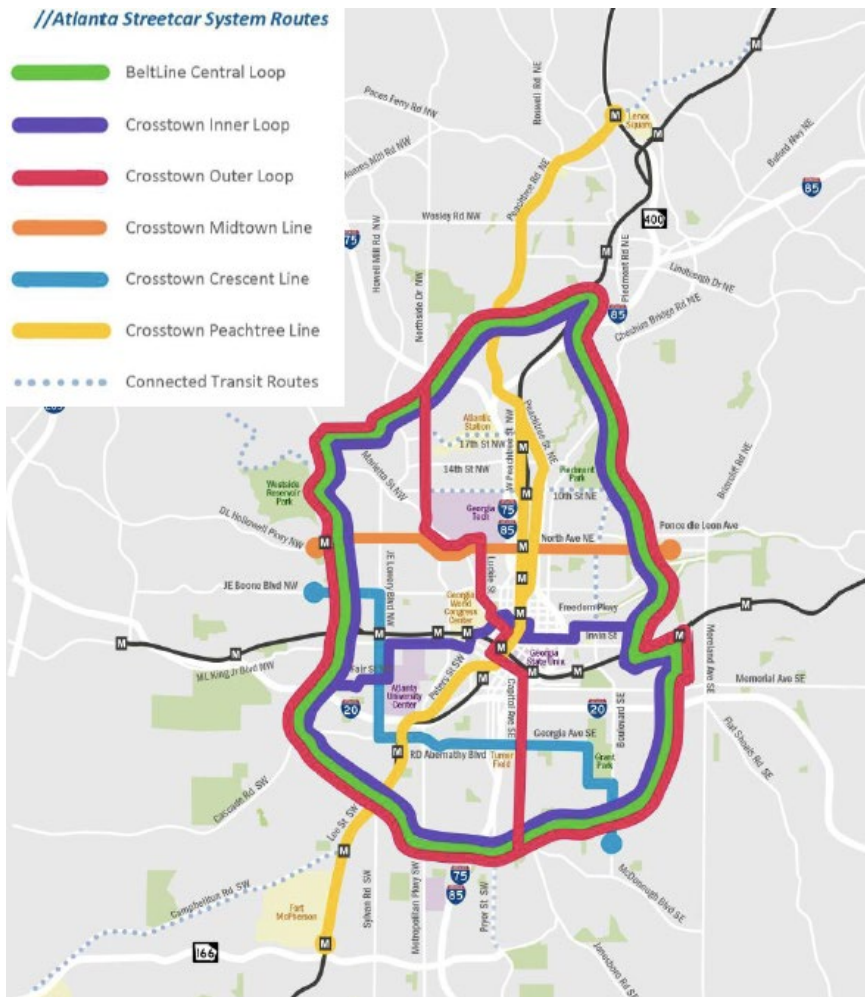 //Atlanta Streetcar System Routes
BeltLine Central Loop
Crosstown Inner Loop
Crosstown Outer Loop
Crosstown Midtown Line
Crosstown Crescent Line
Crosstown Peachtree Line
Connected Transit Routes
M
Roswell Rd NE
Paces Ferry Rd NW
M
Lenox
Square
M
Buford Hwy NE
85
Peachtree Rd NE
Wesley Rd NW
400
75
Howell Mill Rd NW
Northside Dr NW
M
Piedmont Rd NE
Lindbergh Dr NE
85
Cheshire Bridge Rd NE
Atlantic
Station
17th St NW
W Peachtree St NW
Peachtree St NE
M
Marietta St NW
14th St NW
Piedmont
Park
Westside
Reservoir
Park
M
10th St NE
Georgia
Tech
75
85
DL Hollowell Pkwy NW
M
M
North Ave NE
Ponce de Leon Ave
JE Lowery Blvd NW
Luckie St
M
JE Boone Blvd NW
Georgia
World
Congress
Center
M
Freedom Pkwy
M
M
M
M
M
Irwin St
M
M
Moreland Ave SE
ML King Jr Blvd NW
Fair St
Peters St SW
M
M
M
Georgia
State Univ.
Memorial Ave SE
Atlanta
University
Center
20
Capitol Ave SE
20
Boulevard SE
Georgia Ave SE
Flat Shoals Rd SE
M
RD Abernathy Blvd
Turner
Field
Grant
Park
Cascade Rd SW
Lee St SW
M
75
85
McDonough Blvd SE
Campbellton Rd SW
Sylvan Rd SW
Metropolitan Pkwy SW
Pryor St SW
Fort
McPherson
M
166
Jonesboro Rd SE